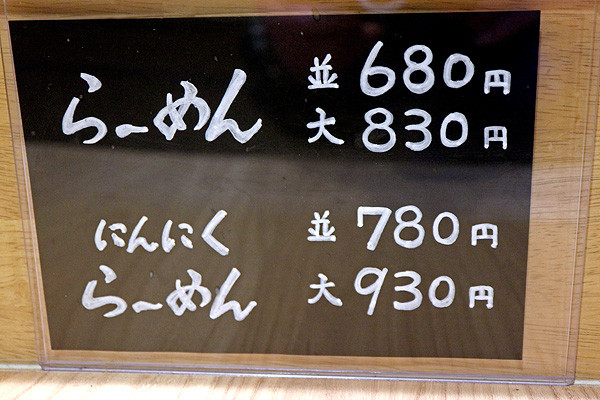 らーめん 並 680円
大 830円
にんにく 並 780円
らーめん 大 930円